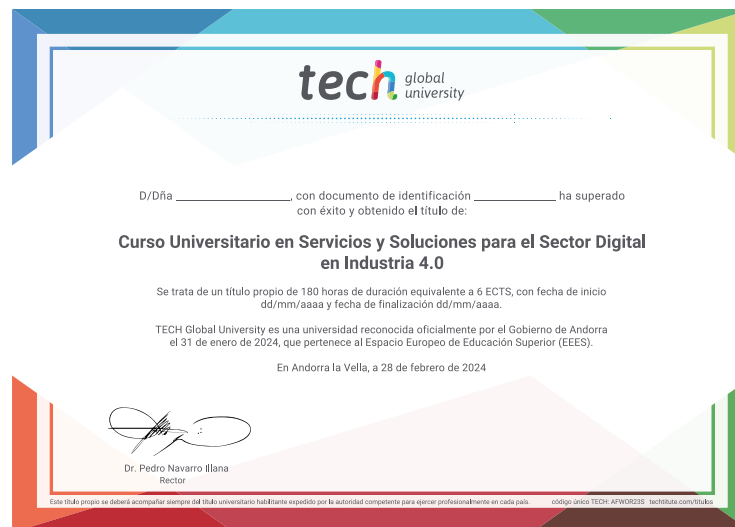 tech global
university
D/Dña ____________, con documento de identificación ____________ ha superado
con éxito y obtenido el título de:
Curso Universitario en Servicios y Soluciones para el Sector Digital
en Industria 4.0
Se trata de un título propio de 180 horas de duración equivalente a 6 ECTS, con fecha de inicio
dd/mm/aaaa y fecha de finalización dd/mm/aaaa.
TECH Global University es una universidad reconocida oficialmente por el Gobierno de Andorra
el 31 de enero de 2024, que pertenece al Espacio Europeo de Educación Superior (EEES).
En Andorra la Vella, a 28 de febrero de 2024
Dr. Pedro Navarro Illana
Rector
Este título propio se deberá acompañar siempre del título universitario habilitante expedido por la autoridad competente para ejercer profesionalmente en cada país. código único TECH: AFWOR23S techtitute.com/titulos